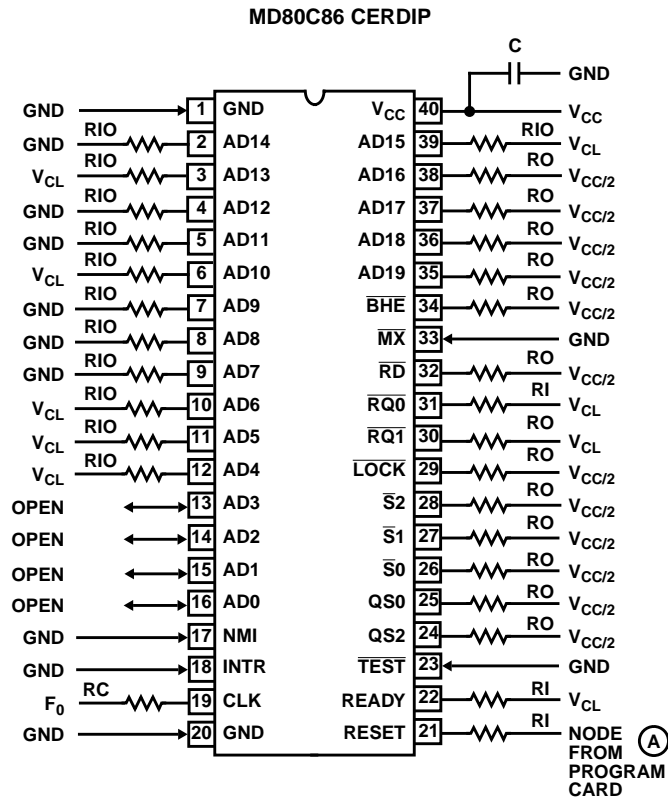 MD80C86 CERDIP
C
GND
GND 1 GND VCC 40 VCC
GND RIO 2 AD14 AD15 39 RIO VCL
VCL RIO 3 AD13 AD16 38 RO VCC/2
GND RIO 4 AD12 AD17 37 RO VCC/2
GND RIO 5 AD11 AD18 36 RO VCC/2
VCL RIO 6 AD10 AD19 35 RO VCC/2
GND RIO 7 AD9 BHE 34 RO VCC/2
GND RIO 8 AD8 MX 33 GND
GND RIO 9 AD7 RD 32 RO VCC/2
VCL RIO 10 AD6 RQ0 31 RI VCL
VCL RIO 11 AD5 RQ1 30 RO VCL
VCL RIO 12 AD4 LOCK 29 RO VCC/2
OPEN 13 AD3 S2 28 RO VCC/2
OPEN 14 AD2 S1 27 RO VCC/2
OPEN 15 AD1 S0 26 RO VCC/2
OPEN 16 AD0 QS0 25 RO VCC/2
GND 17 NMI QS2 24 RO VCC/2
GND 18 INTR TEST 23 GND
F0 RC 19 CLK READY 22 RI VCL
GND 20 GND RESET 21 RI NODE
FROM A
PROGRAM
CARD